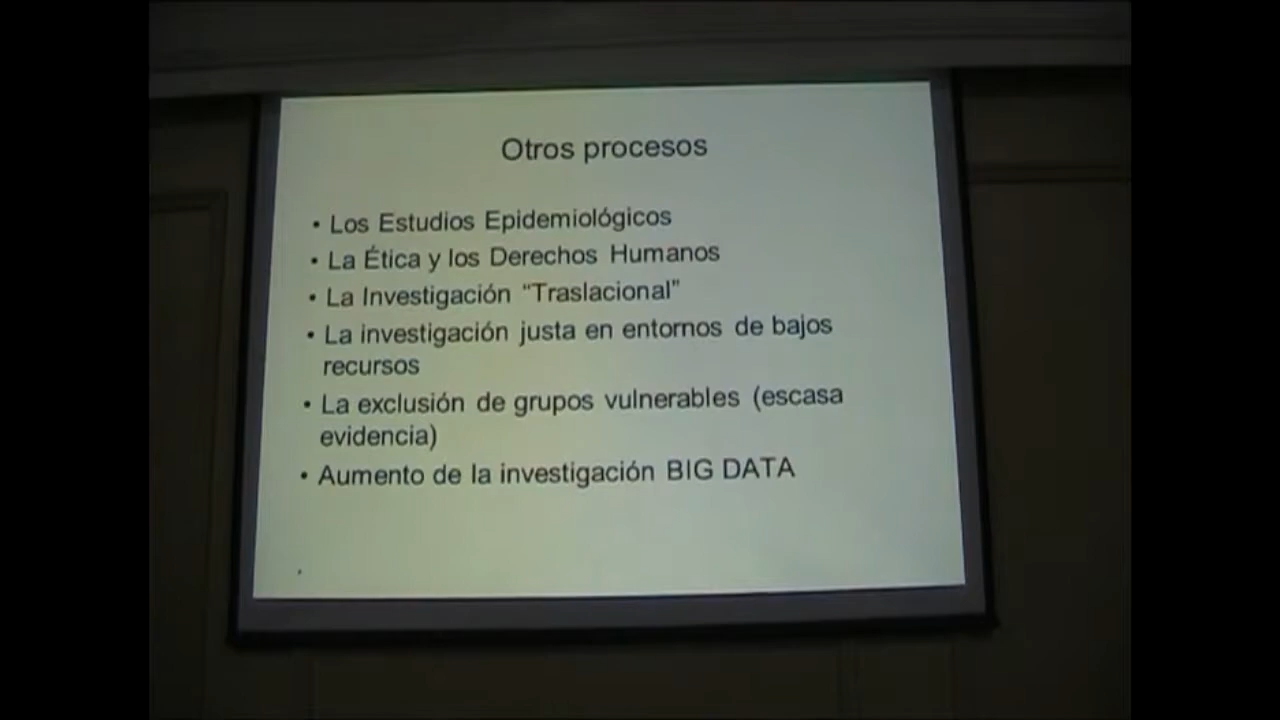 Otros procesos
• Los Estudios Epidemiológicos
• La Ética y los Derechos Humanos
• La Investigación “Traslacional”
• La investigación justa en entornos de bajos
recursos
• La exclusión de grupos vulnerables (escasa
evidencia)
• Aumento de la investigación BIG DATA